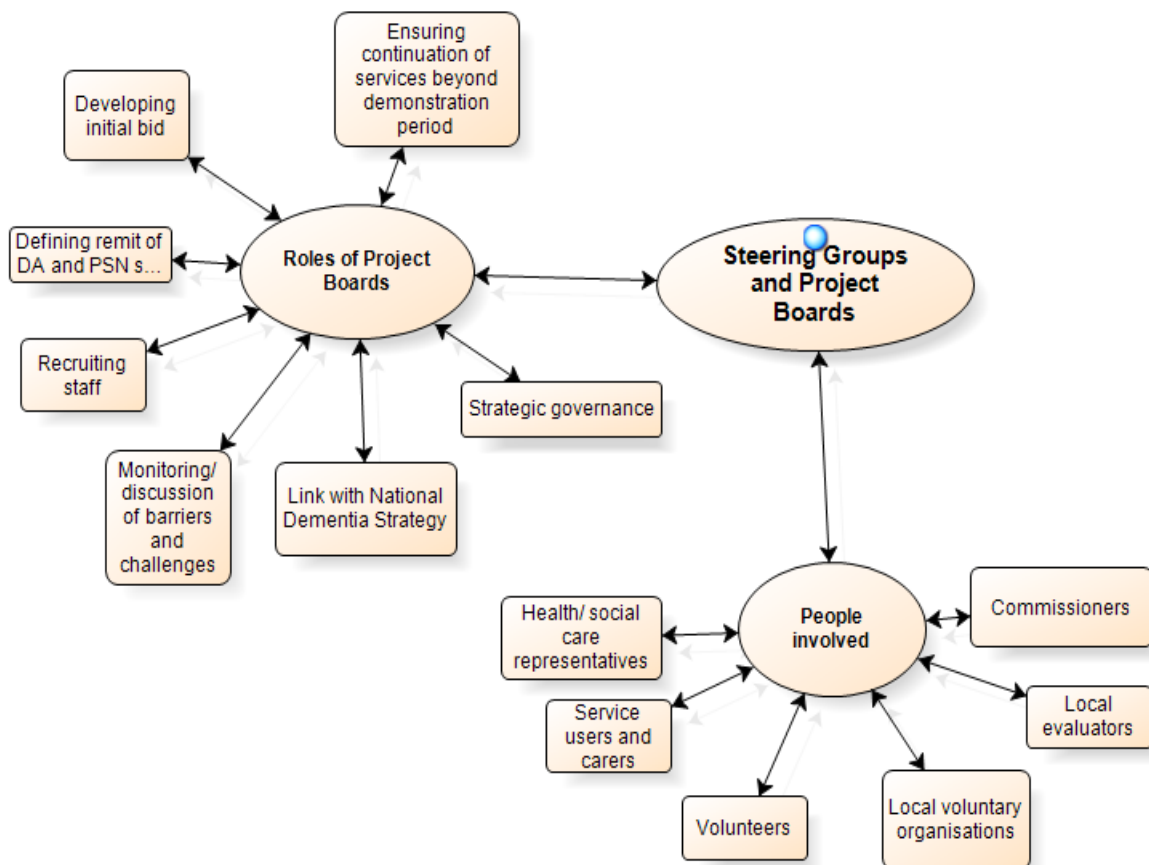 Ensuring
continuation of
services beyond
demonstration
period
Developing
initial bid
Defining remit of
DA and PSN s...
Roles of Project
Boards
Steering Groups
and Project
Boards
Recruiting
staff
Strategic governance
Monitoring/
discussion
of barriers
and
challenges
Link with National
Dementia Strategy
People
involved
Health/ social
care
representatives
Commissioners
Service
users and
carers
Local
evaluators
Volunteers
Local voluntary
organisations